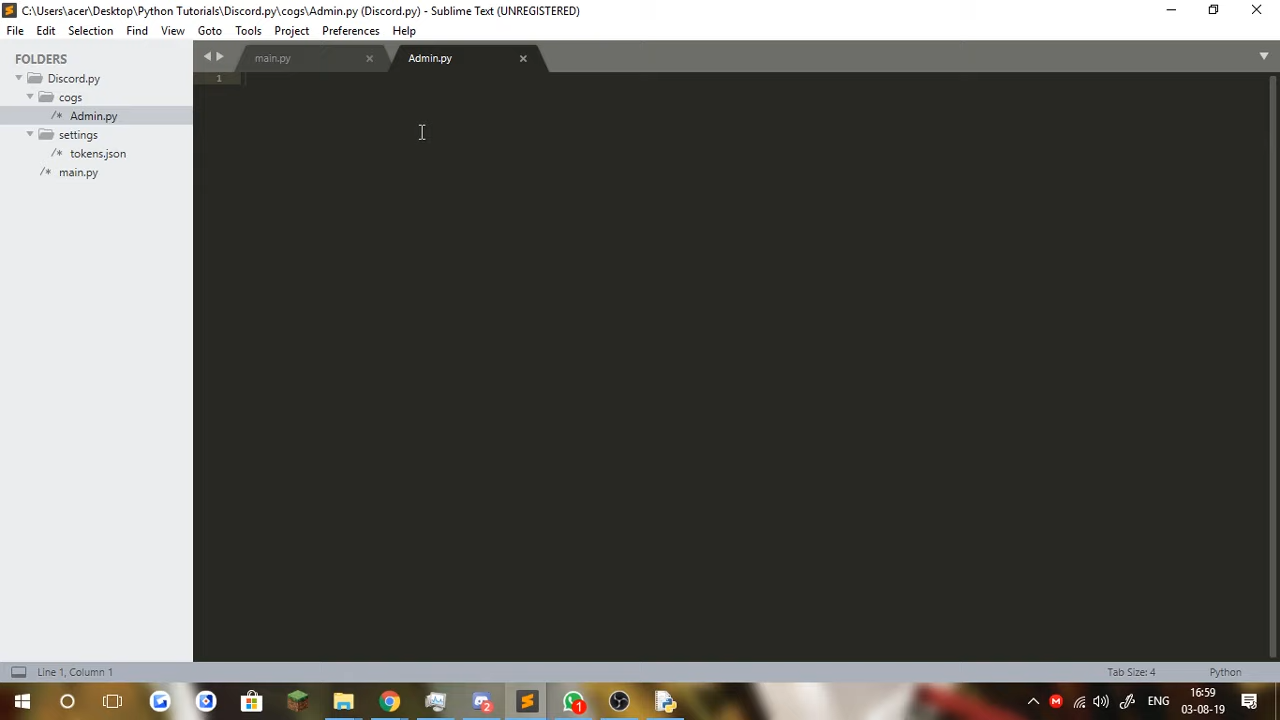 C:\Users\acer\Desktop\Python Tutorials\Discord.py\cogs\Admin.py (Discord.py) - Sublime Text (UNREGISTERED)
File Edit Selection Find View Goto Tools Project Preferences Help
FOLDERS
Discord.py
cogs
/* Admin.py
settings
/* tokens.json
/* main.py
main.py × Admin.py ×
1
Line 1, Column 1 Tab Size: 4 Python
2
1
ENG
16:59
03-08-19